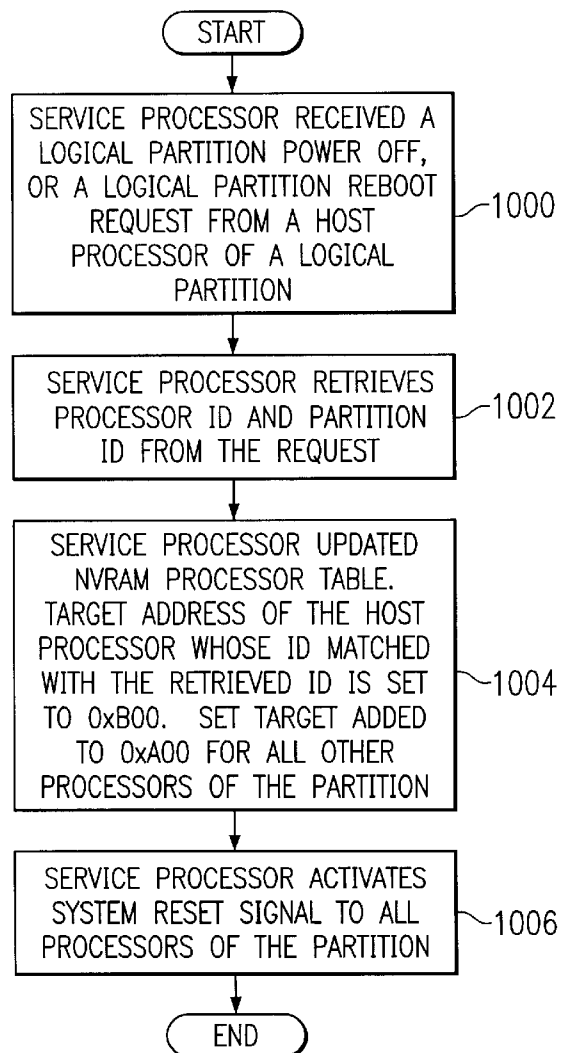 START
SERVICE PROCESSOR RECEIVED A
LOGICAL PARTITION POWER OFF,
OR A LOGICAL PARTITION REBOOT
REQUEST FROM A HOST
PROCESSOR OF A LOGICAL
PARTITION
1000
SERVICE PROCESSOR RETRIEVES
PROCESSOR ID AND PARTITION
ID FROM THE REQUEST
1002
SERVICE PROCESSOR UPDATED
NVRAM PROCESSOR TABLE.
TARGET ADDRESS OF THE HOST
PROCESSOR WHOSE ID MATCHED
WITH THE RETRIEVED ID IS SET
TO 0xB00. SET TARGET ADDED
TO 0xA00 FOR ALL OTHER
PROCESSORS OF THE PARTITION
1004
SERVICE PROCESSOR ACTIVATES
SYSTEM RESET SIGNAL TO ALL
PROCESSORS OF THE PARTITION
1006
END